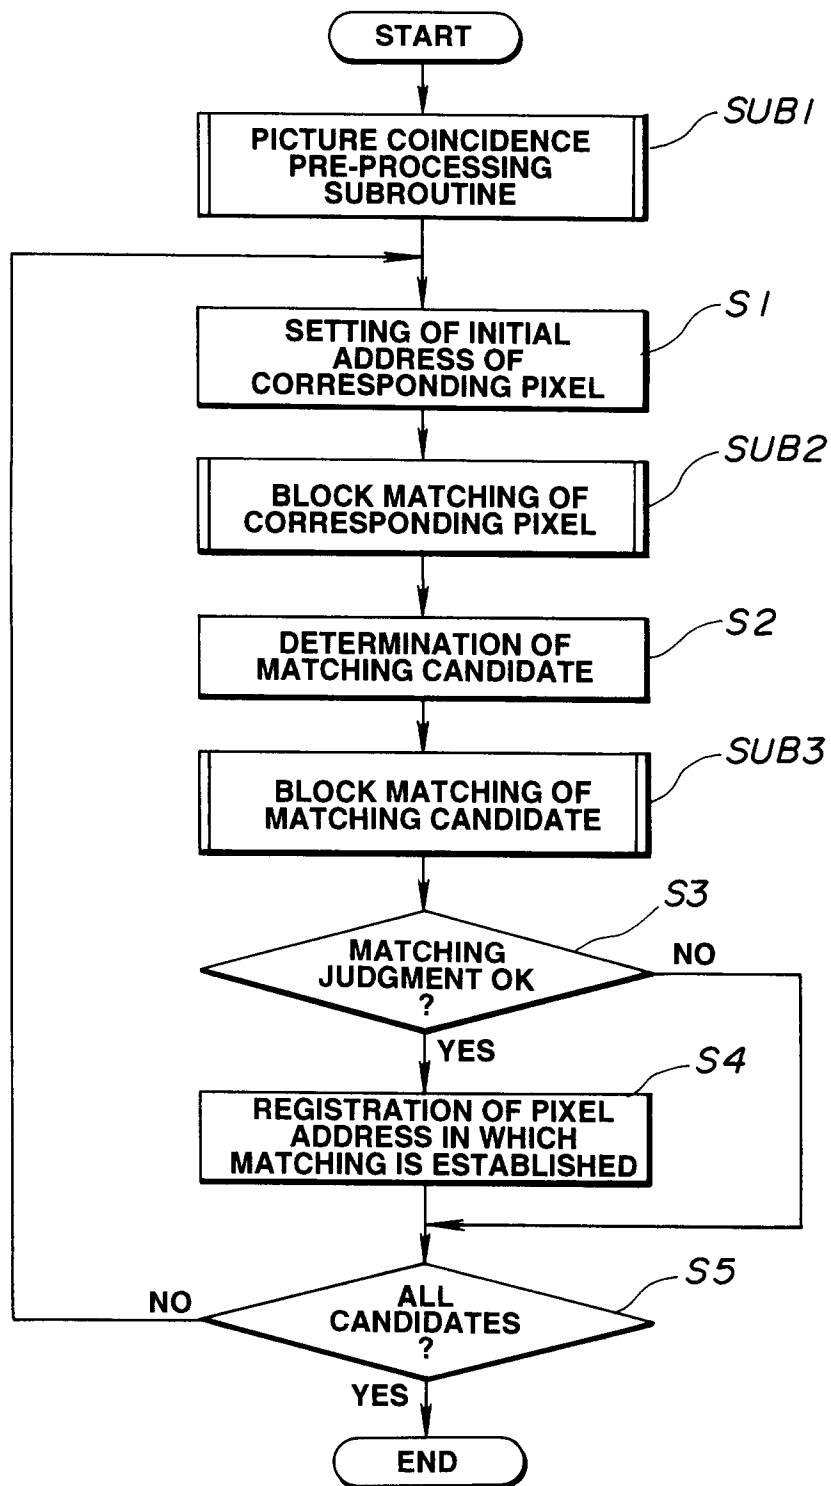 START
SUB1
PICTURE COINCIDENCE
PRE-PROCESSING
SUBROUTINE
S1
SETTING OF INITIAL
ADDRESS OF
CORRESPONDING PIXEL
SUB2
BLOCK MATCHING OF
CORRESPONDING PIXEL
S2
DETERMINATION OF
MATCHING CANDIDATE
SUB3
BLOCK MATCHING OF
MATCHING CANDIDATE
S3
MATCHING
JUDGMENT OK
?
NO
YES
S4
REGISTRATION OF PIXEL
ADDRESS IN WHICH
MATCHING IS ESTABLISHED
S5
ALL
CANDIDATES
?
NO
YES
END